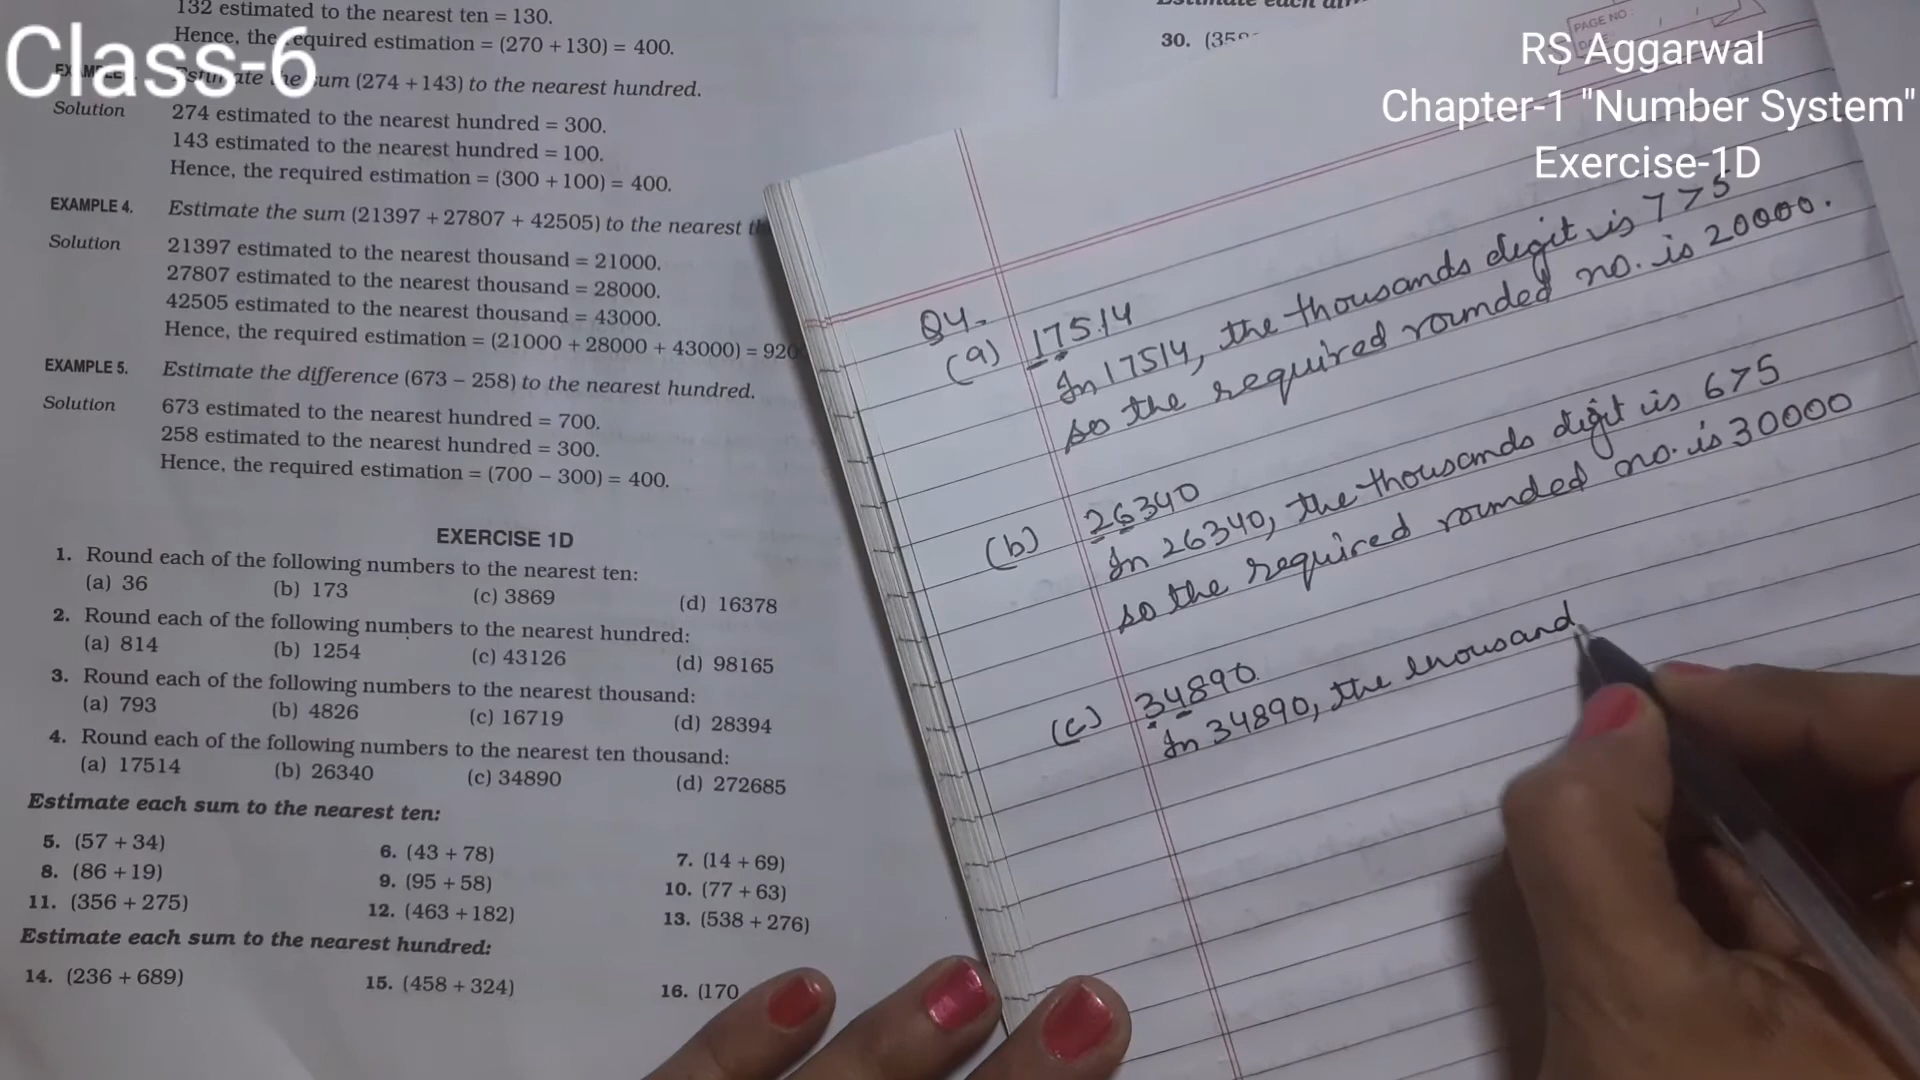 Class-6
RS Aggarwal
Chapter-1 "Number System"
Exercise-1D
132 estimated to the nearest ten = 130.
Hence, the required estimation = (270 + 130) = 400.
the sum (274 + 143) to the nearest hundred.
Solution 274 estimated to the nearest hundred = 300.
143 estimated to the nearest hundred = 100.
Hence, the required estimation = (300 + 100) = 400.
EXAMPLE 4. Estimate the sum (21397 + 27807 + 42505) to the nearest
Solution 21397 estimated to the nearest thousand = 21000.
27807 estimated to the nearest thousand = 28000.
42505 estimated to the nearest thousand = 43000.
Hence, the required estimation = (21000 + 28000 + 43000) = 920
EXAMPLE 5. Estimate the difference (673 – 258) to the nearest hundred.
Solution 673 estimated to the nearest hundred = 700.
258 estimated to the nearest hundred = 300.
Hence, the required estimation = (700 – 300) = 400.
EXERCISE 1D
1. Round each of the following numbers to the nearest ten:
(a) 36 (b) 173 (c) 3869 (d) 16378
2. Round each of the following numbers to the nearest hundred:
(a) 814 (b) 1254 (c) 43126 (d) 98165
3. Round each of the following numbers to the nearest thousand:
(a) 793 (b) 4826 (c) 16719 (d) 28394
4. Round each of the following numbers to the nearest ten thousand:
(a) 17514 (b) 26340 (c) 34890 (d) 272685
Estimate each sum to the nearest ten:
5. (57 + 34) 6. (43 + 78) 7. (14 + 69)
8. (86 + 19) 9. (95 + 58) 10. (77 + 63)
11. (356 + 275) 12. (463 + 182) 13. (538 + 276)
Estimate each sum to the nearest hundred:
14. (236 + 689) 15. (458 + 324) 16. (170
30. (35
PAGE NO :
Q4.
(a) 17514
In 17514, the thousands digit is 7 > 5
so the required rounded no. is 20000.
(b) 26340
In 26340, the thousands digit is 6 > 5
so the required rounded no. is 30000
(c) 34890
In 34890, the thousand